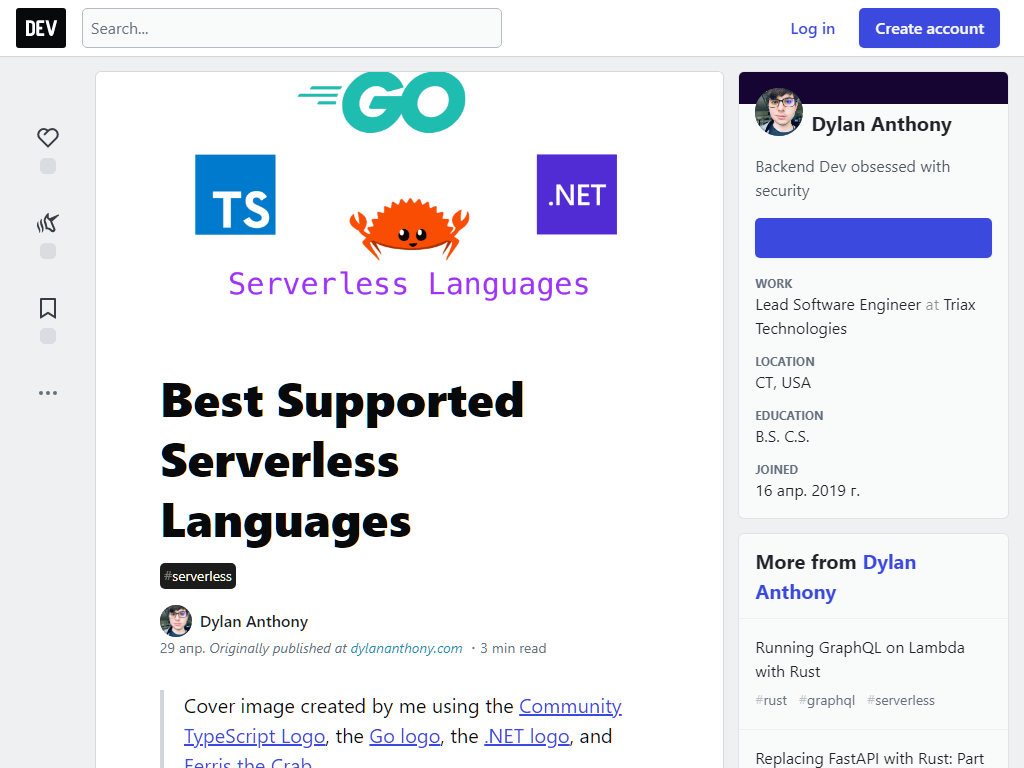 DEV
Search...
Log in
Create account
GO
TS
.NET
Serverless Languages
Best Supported
Serverless
Languages
#serverless
Dylan Anthony
29 апр. Originally published at dylananthony.com ・3 min read
Cover image created by me using the Community
TypeScript Logo, the Go logo, the .NET logo, and
Ferris the Crab
Dylan Anthony
Backend Dev obsessed with
security
WORK
Lead Software Engineer at Triax
Technologies
LOCATION
CT, USA
EDUCATION
B.S. C.S.
JOINED
16 апр. 2019 г.
More from Dylan
Anthony
Running GraphQL on Lambda
with Rust
#rust #graphql #serverless
Replacing FastAPI with Rust: Part